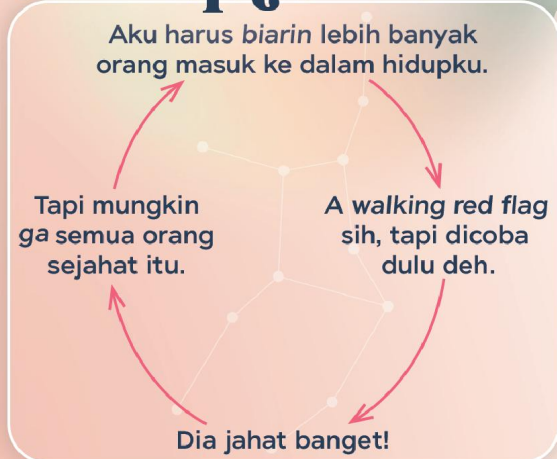 Aku harus biarin lebih banyak
orang masuk ke dalam hidupku.
A walking red flag
sih, tapi dicoba
dulu deh.
Dia jahat banget!
Tapi mungkin
ga semua orang
sejahat itu.